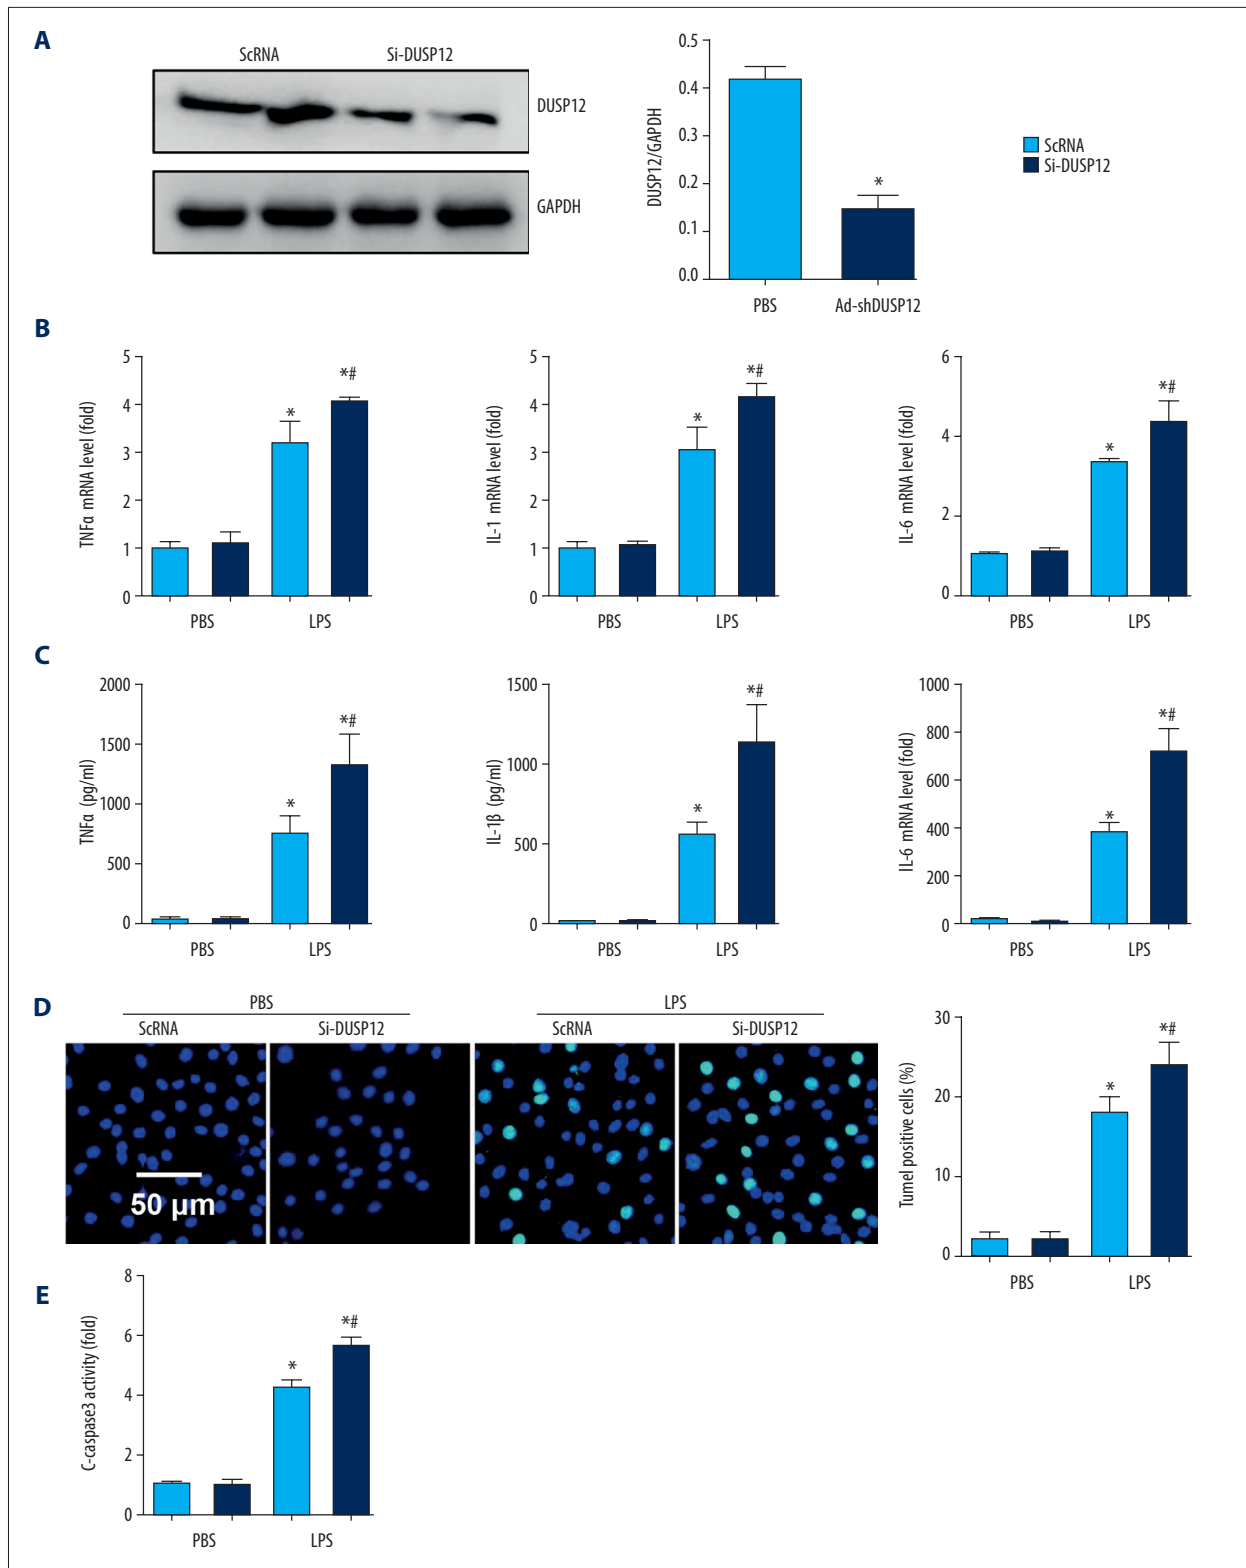 A
ScRNA Si-DUSP12
DUSP12
GAPDH
DUSP12/GAPDH
0.5
0.4
0.3
0.2
0.1
0.0
*
PBS Ad-shDUSP12
ScRNA
Si-DUSP12
B
TNFα mRNA level (fold)
5
4
3
2
1
0
*
*#
PBS LPS
IL-1 mRNA level (fold)
5
4
3
2
1
0
*
*#
PBS LPS
IL-6 mRNA level (fold)
6
4
2
0
*
*#
PBS LPS
C
TNFα (pg/ml)
2000
1500
1000
500
0
*
*#
PBS LPS
IL-1β (pg/ml)
1500
1000
500
0
*
*#
PBS LPS
IL-6 mRNA level (fold)
1000
800
600
400
200
0
*
*#
PBS LPS
D
PBS LPS
ScRNA Si-DUSP12 ScRNA Si-DUSP12
50 µm
Tumel positive cells (%)
30
20
10
0
*
*#
PBS LPS
E
C-caspase3 activity (fold)
8
6
4
2
0
*
*#
PBS LPS